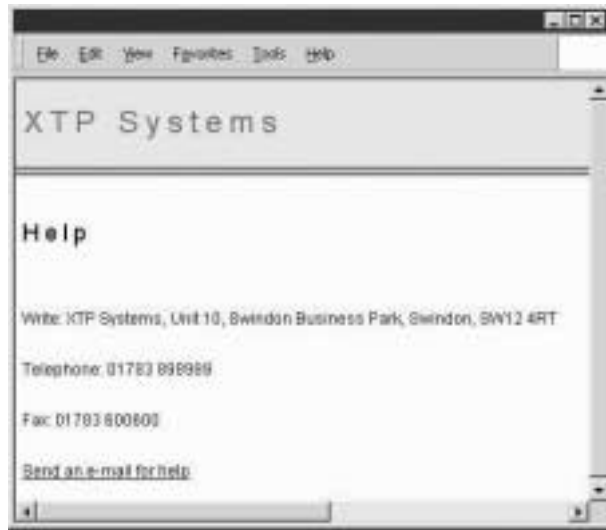 File Edit View Favorites Tools Help
XTP Systems
Help
Write: XTP Systems, Unit 10, Swindon Business Park, Swindon, SW12 4RT
Telephone: 01783 898989
Fax: 01783 600600
Send an e-mail for help